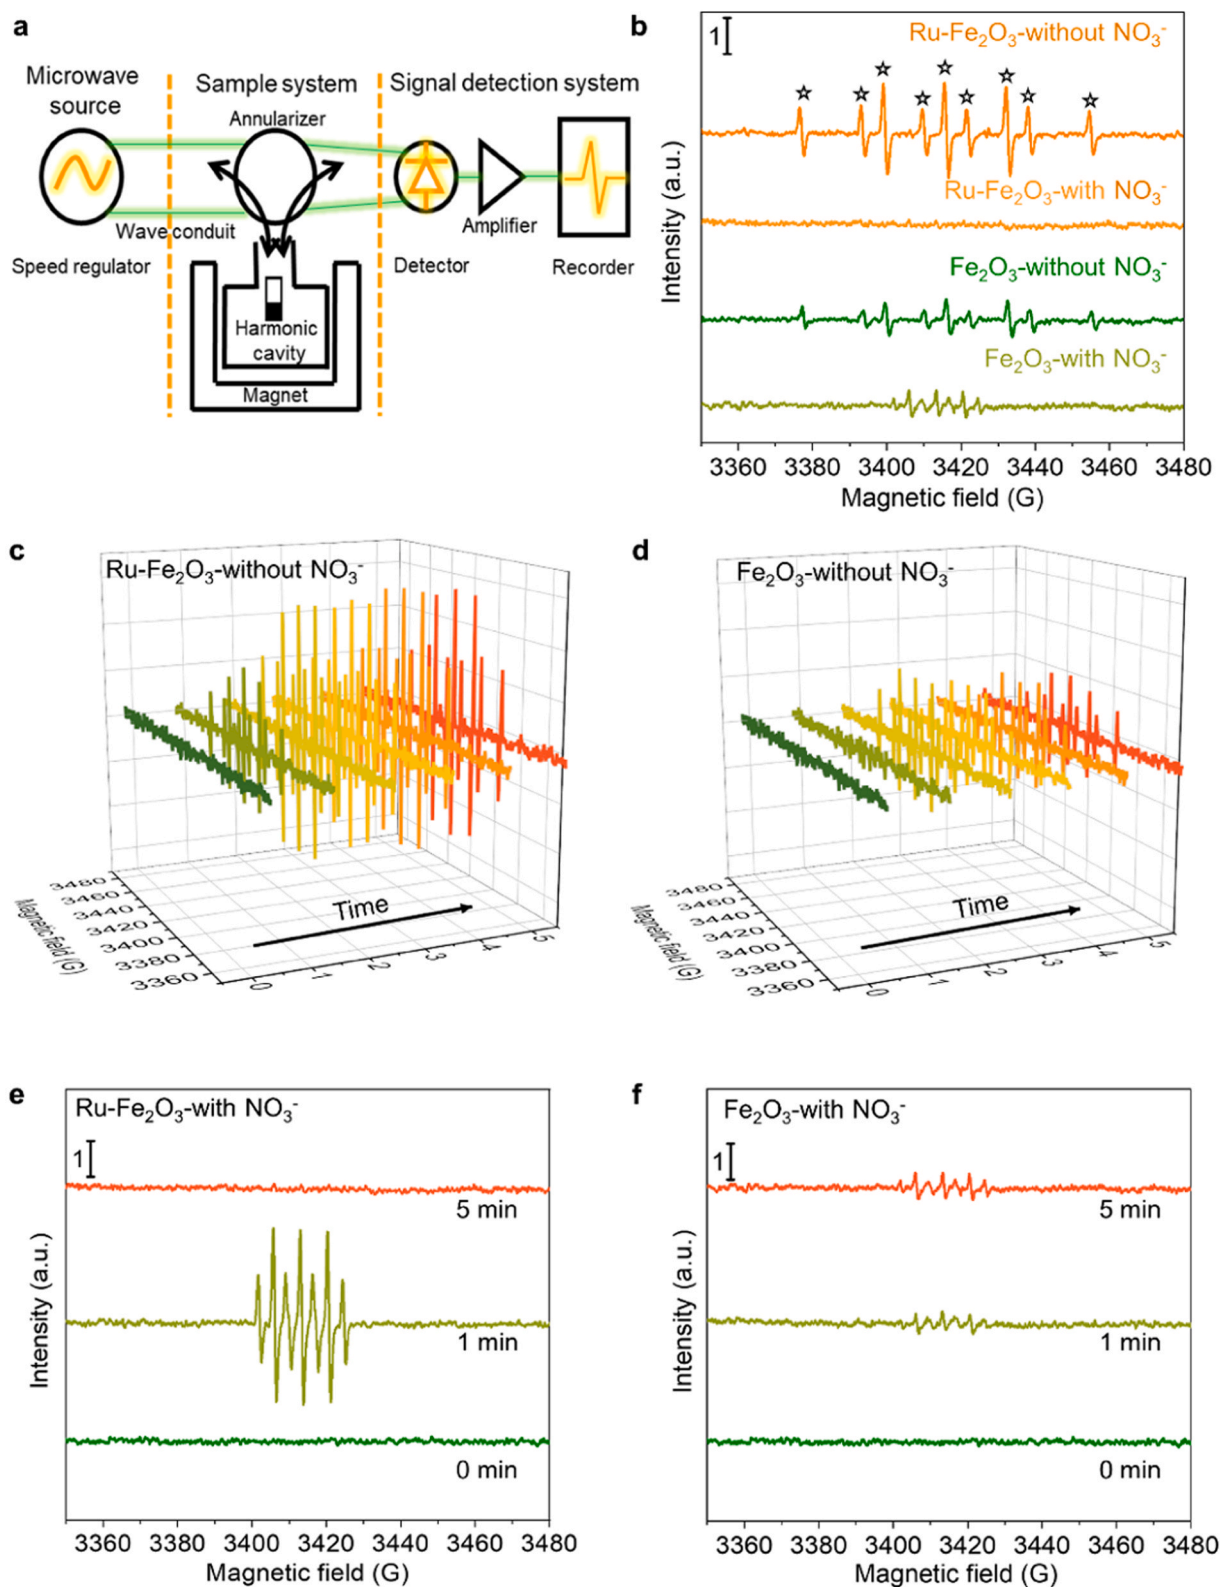 a
Microwave
source
Sample system
Signal detection system
Annularizer
Wave conduit
Amplifier
Speed regulator
Detector
Recorder
Harmonic
cavity
Magnet
b
1
Ru-Fe₂O₃-without NO₃⁻
Ru-Fe₂O₃-with NO₃⁻
Fe₂O₃-without NO₃⁻
Fe₂O₃-with NO₃⁻
Intensity (a.u.)
3360 3380 3400 3420 3440 3460 3480
Magnetic field (G)
c
Ru-Fe₂O₃-without NO₃⁻
3480
3460
3440
3420
3400
3380
3360
Magnetic field (G)
Time
0 1 2 3 4 5
d
Fe₂O₃-without NO₃⁻
3480
3460
3440
3420
3400
3380
3360
Magnetic field (G)
Time
0 1 2 3 4 5
e
Ru-Fe₂O₃-with NO₃⁻
1
5 min
1 min
0 min
Intensity (a.u.)
3360 3380 3400 3420 3440 3460 3480
Magnetic field (G)
f
Fe₂O₃-with NO₃⁻
1
5 min
1 min
0 min
Intensity (a.u.)
3360 3380 3400 3420 3440 3460 3480
Magnetic field (G)